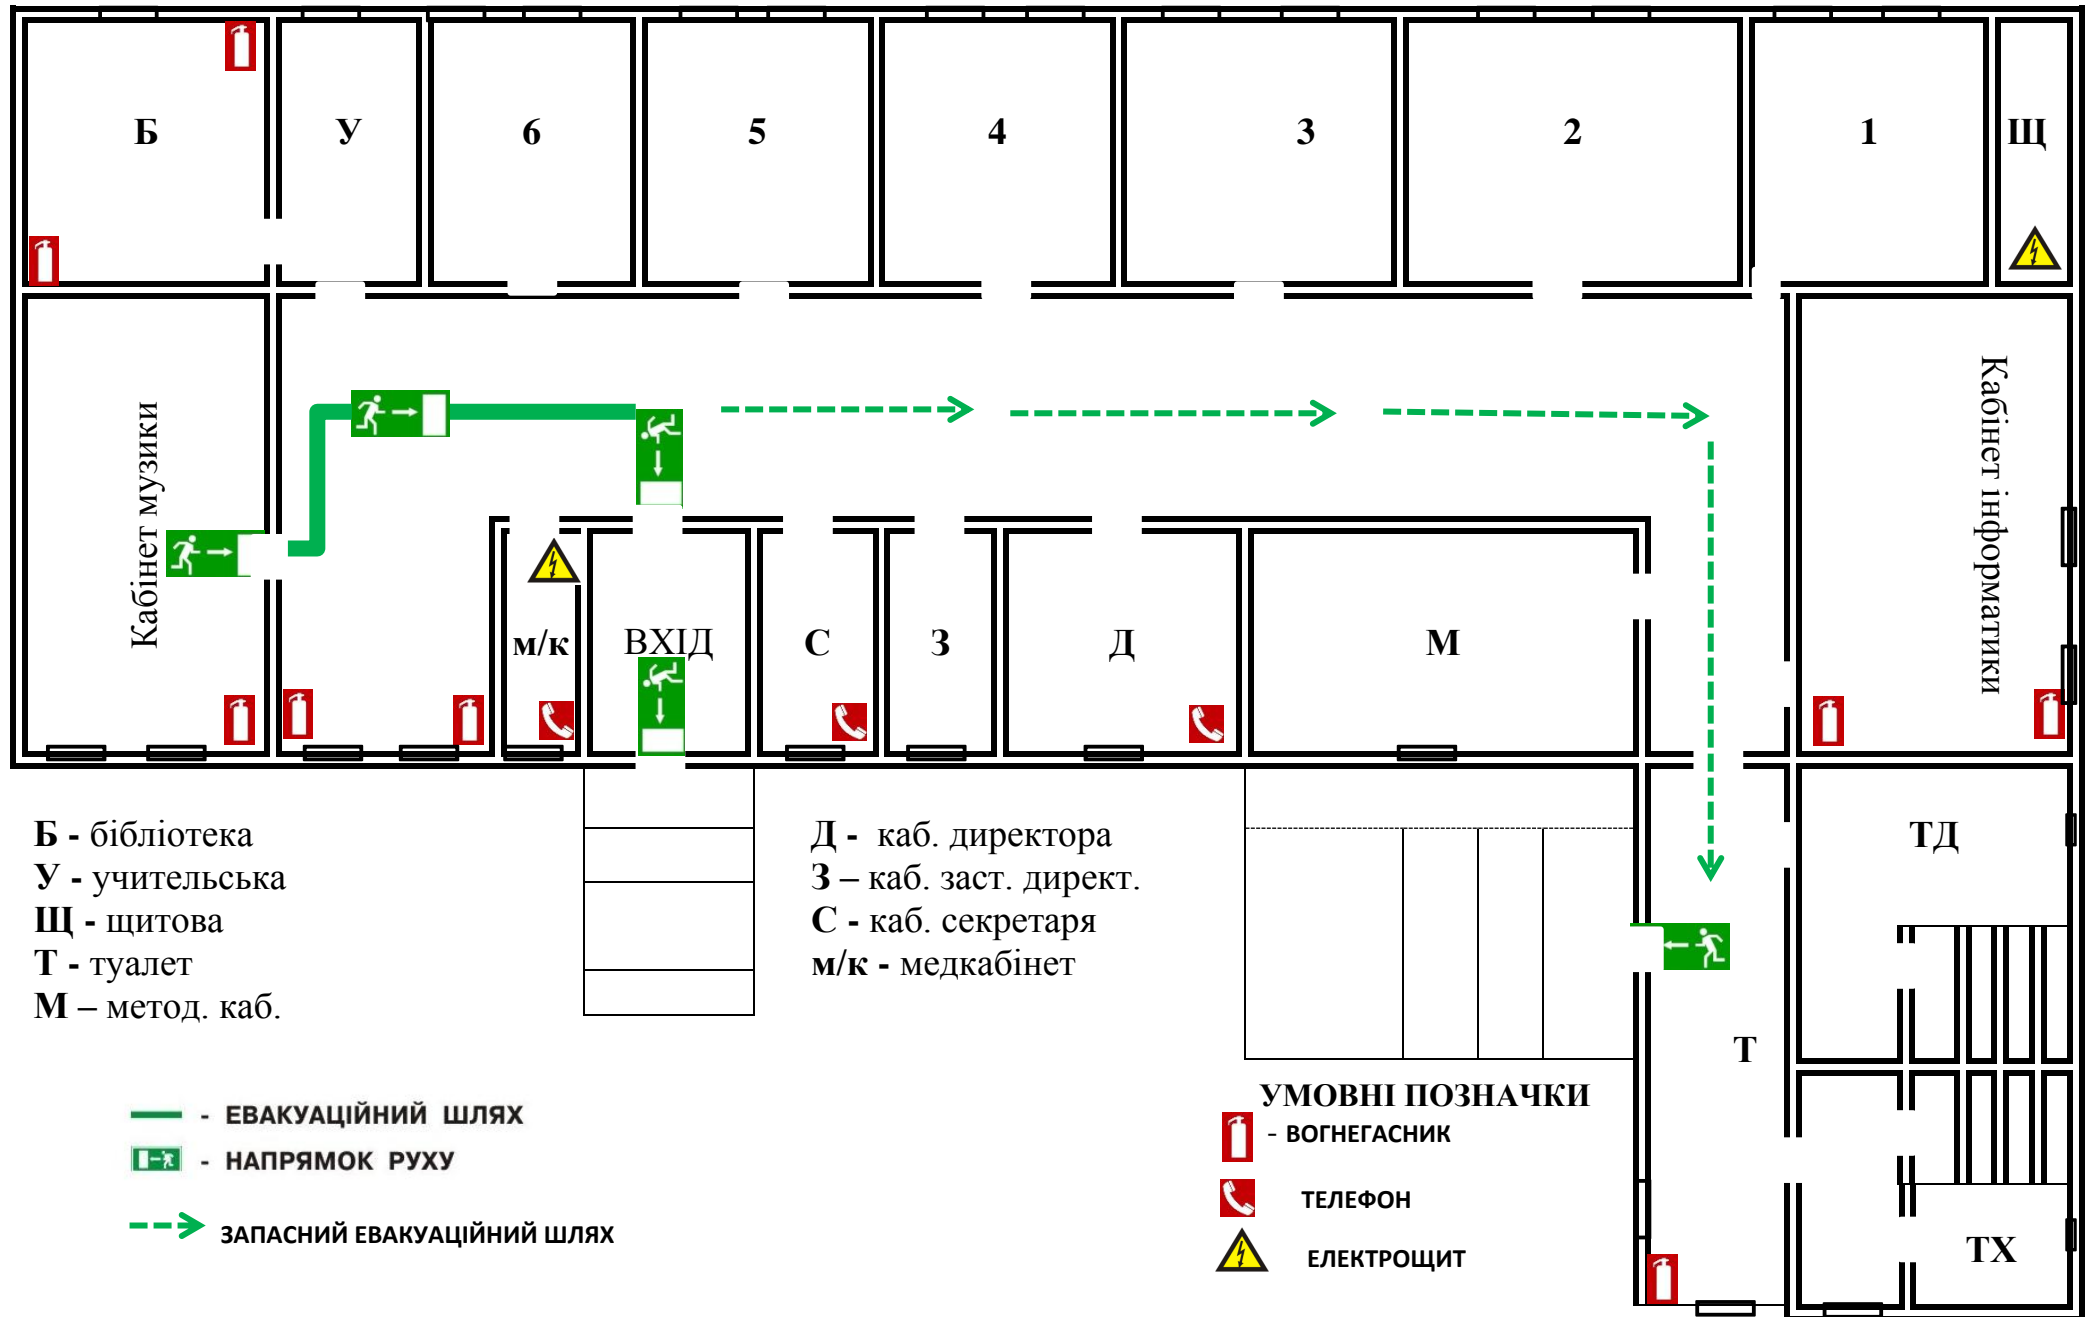 Б
У
6
5
4
3
2
1
Щ
Кабінет музики
Кабінет інформатики
м/к
ВХІД
С
З
Д
М
Б - бібліотека
У - учительська
Щ - щитова
Т - туалет
М – метод. каб.
Д - каб. директора
З – каб. заст. директ.
С - каб. секретаря
м/к - медкабінет
ТД
Т
ТХ
- ЕВАКУАЦІЙНИЙ ШЛЯХ
- НАПРЯМОК РУХУ
ЗАПАСНИЙ ЕВАКУАЦІЙНИЙ ШЛЯХ
УМОВНІ ПОЗНАЧКИ
- ВОГНЕГАСНИК
ТЕЛЕФОН
ЕЛЕКТРОЩИТ